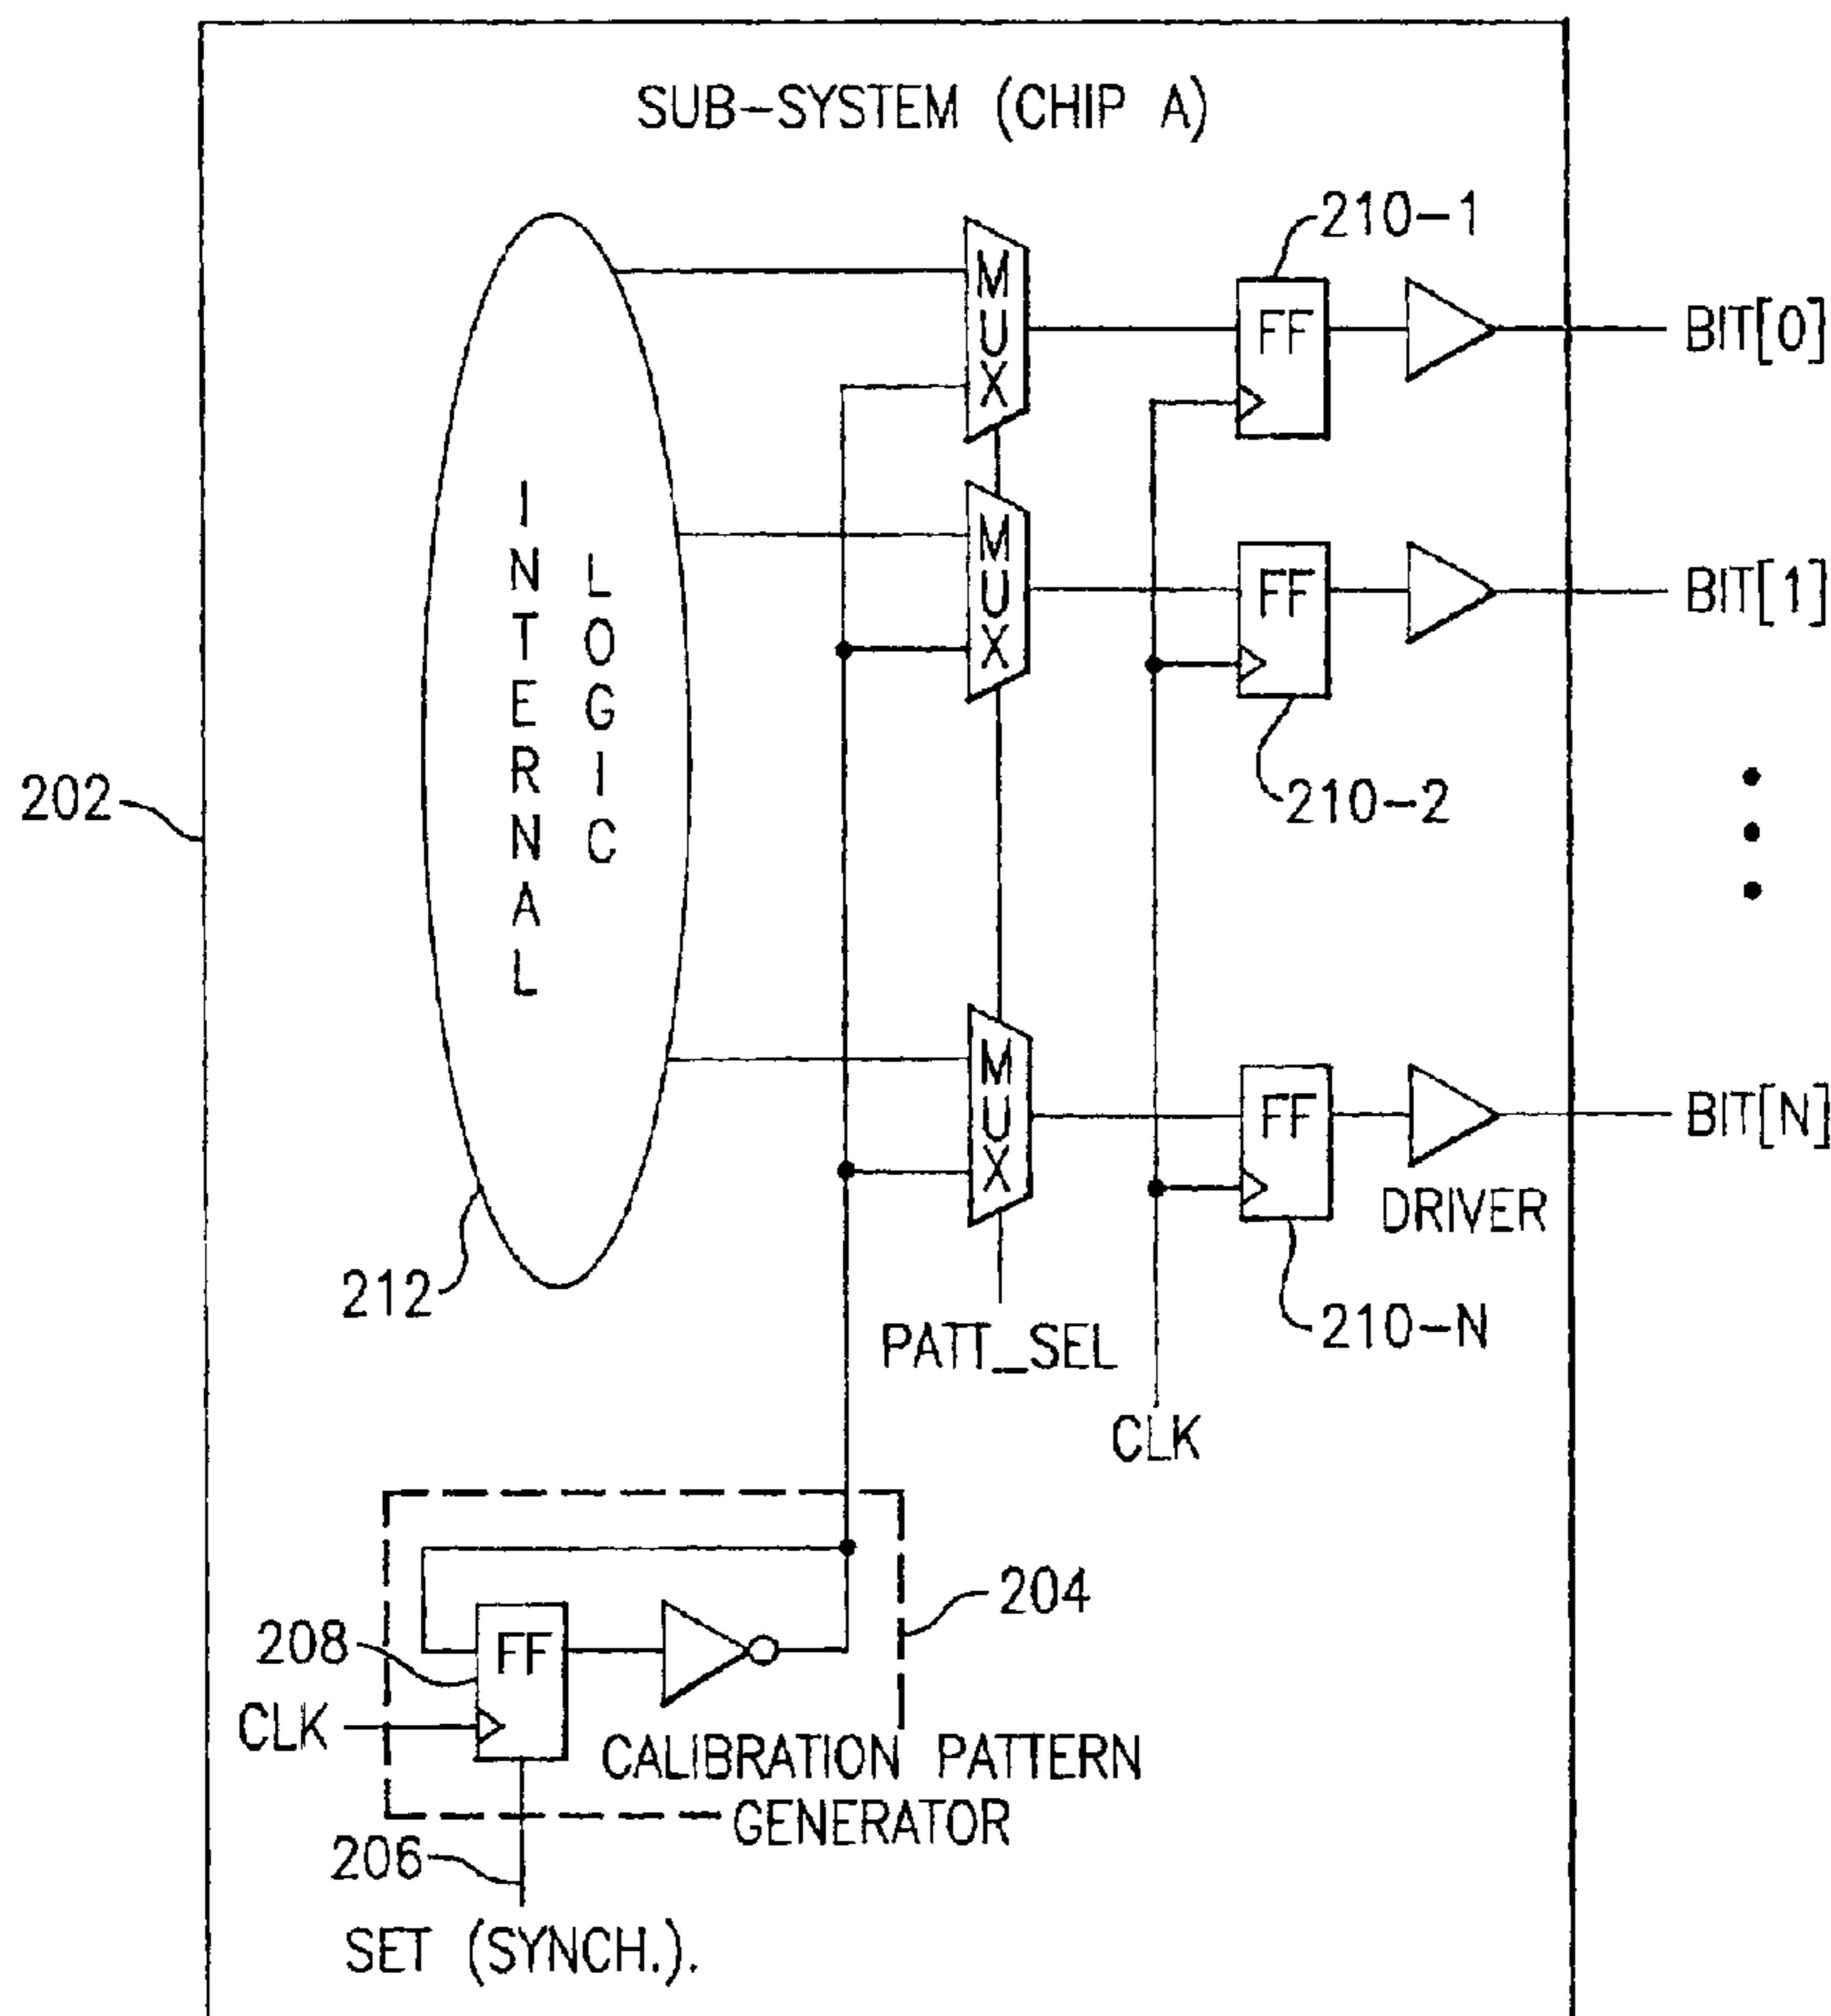 SUB-SYSTEM (CHIP A)
210-1
MUX
FF
BIT[0]
INTERNAL
LOGIC
MUX
FF
BIT[1]
210-2
202
MUX
FF
BIT[N]
DRIVER
212
210-N
PATT_SEL
CLK
204
208
FF
CLK
CALIBRATION PATTERN
GENERATOR
206
SET (SYNCH.).